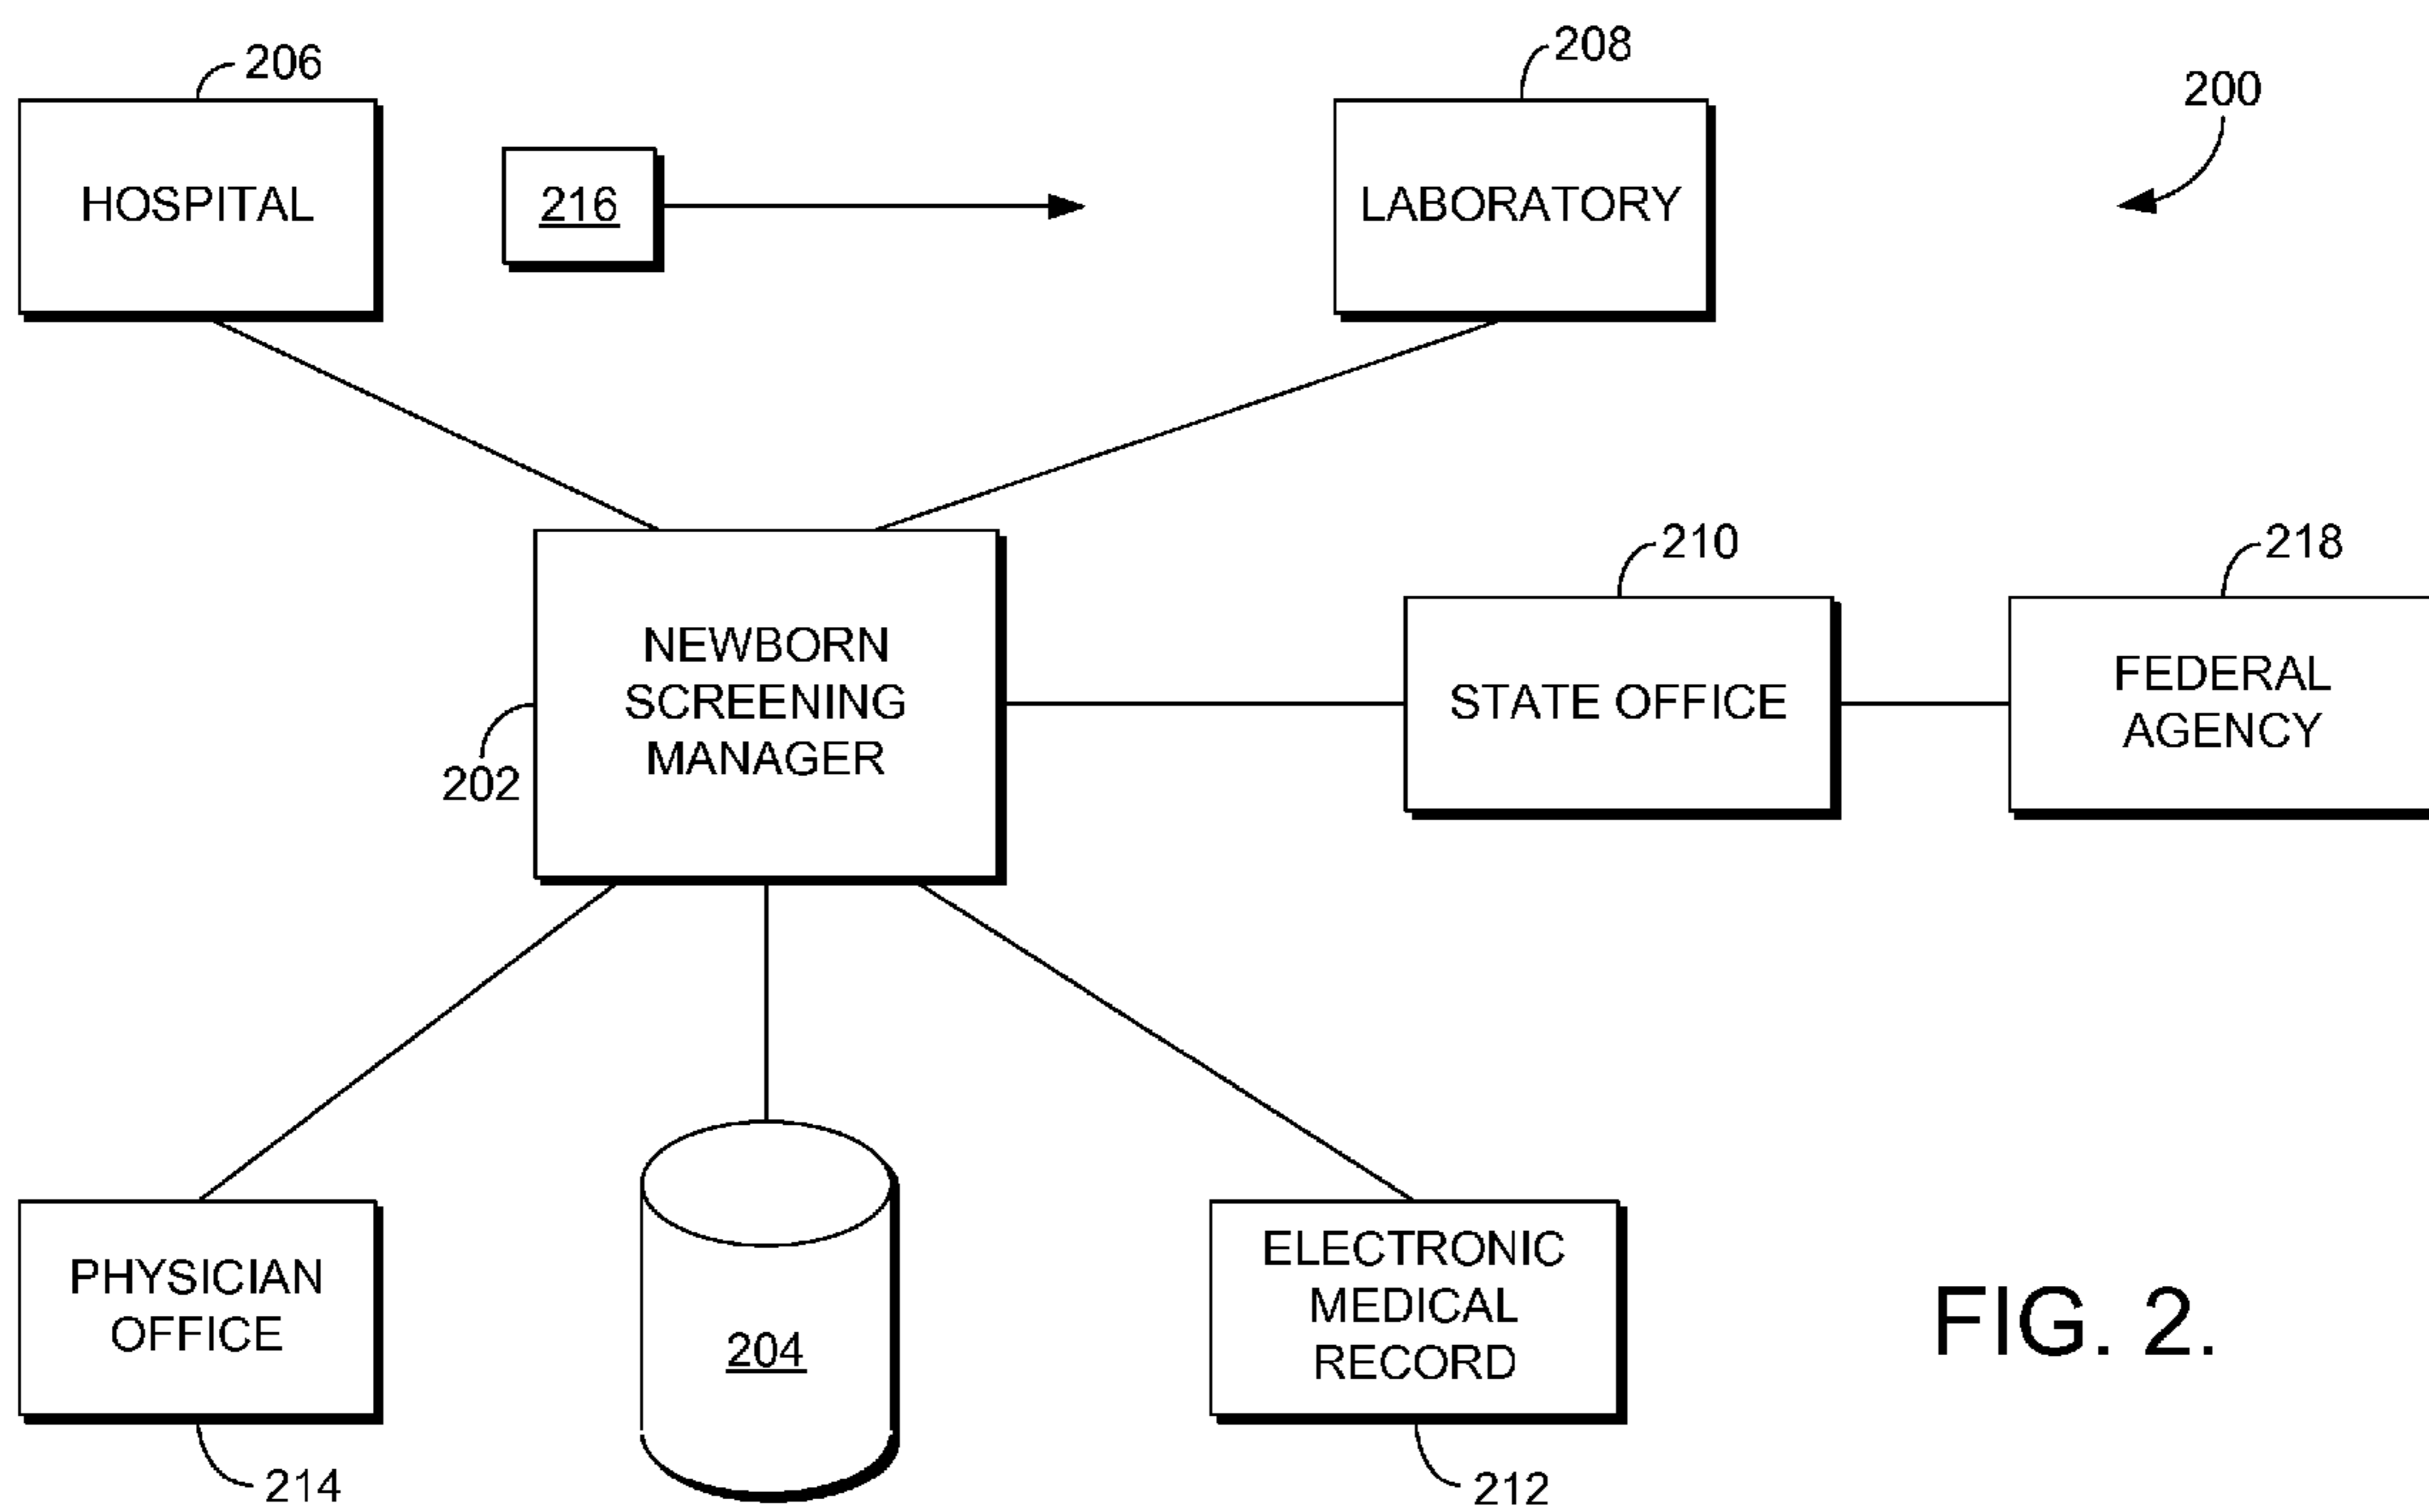 206
208
200
HOSPITAL
216
LABORATORY
210
218
NEWBORN
SCREENING
MANAGER
STATE OFFICE
FEDERAL
AGENCY
202
PHYSICIAN
OFFICE
204
ELECTRONIC
MEDICAL
RECORD
FIG. 2.
214
212